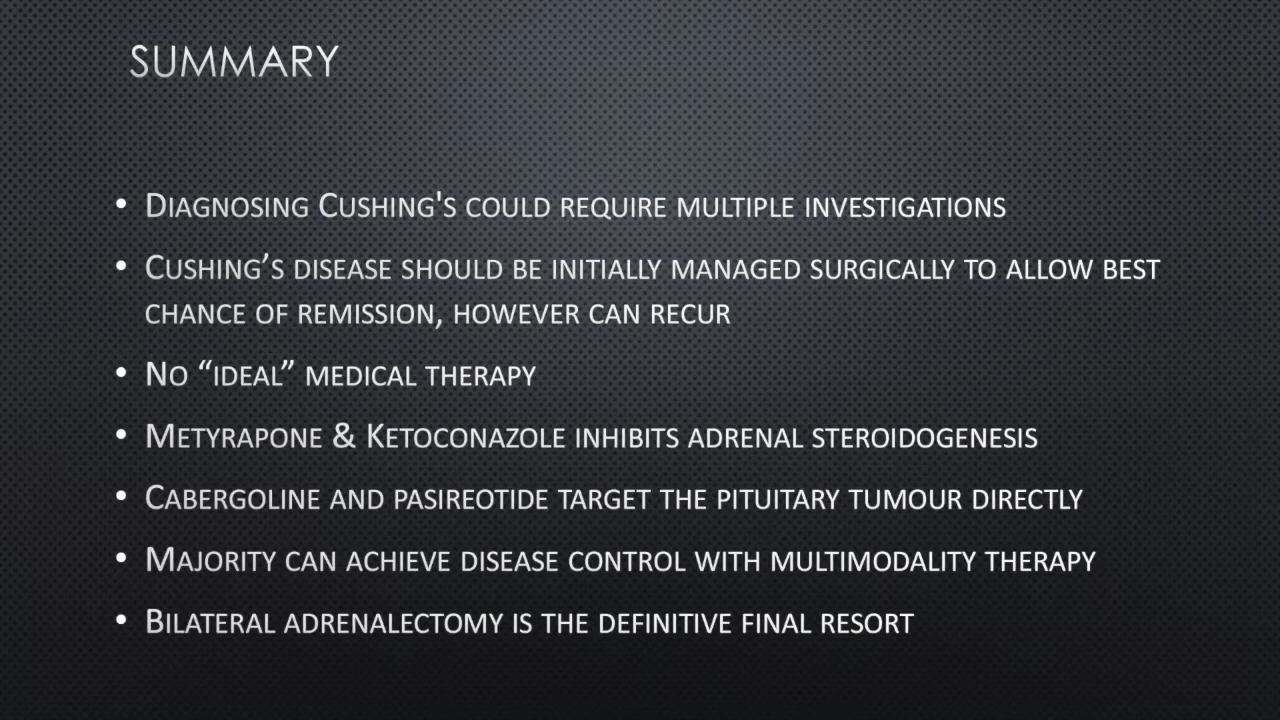 SUMMARY
• DIAGNOSING CUSHING'S COULD REQUIRE MULTIPLE INVESTIGATIONS
• CUSHING’S DISEASE SHOULD BE INITIALLY MANAGED SURGICALLY TO ALLOW BEST
CHANCE OF REMISSION, HOWEVER CAN RECUR
• NO “IDEAL” MEDICAL THERAPY
• METYRAPONE & KETOCONAZOLE INHIBITS ADRENAL STEROIDOGENESIS
• CABERGOLINE AND PASIREOTIDE TARGET THE PITUITARY TUMOUR DIRECTLY
• MAJORITY CAN ACHIEVE DISEASE CONTROL WITH MULTIMODALITY THERAPY
• BILATERAL ADRENALECTOMY IS THE DEFINITIVE FINAL RESORT